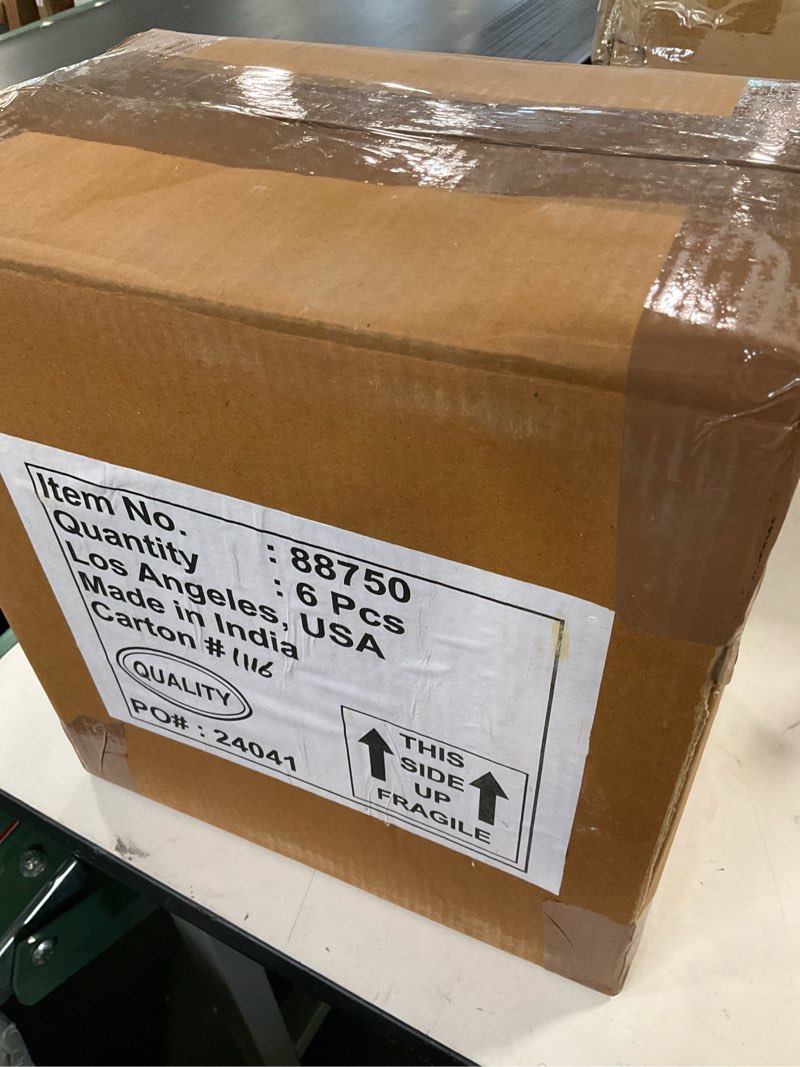 Item No. : 88750
Quantity : 6 Pcs
Los Angeles, USA
Made in India
Carton # 1116
QUALITY
PO# : 24041
THIS
SIDE
UP
FRAGILE